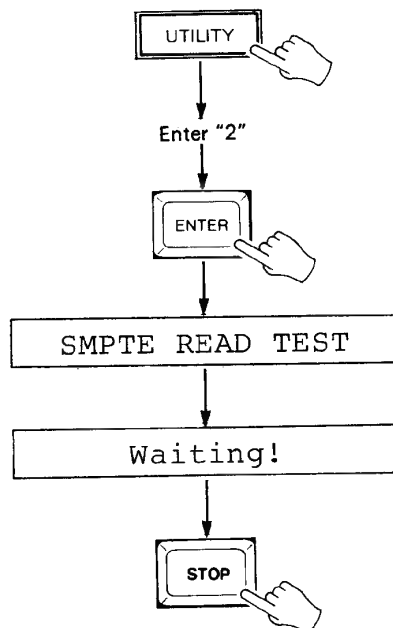 UTILITY
Enter "2"
ENTER
SMPTE READ TEST
Waiting!
STOP